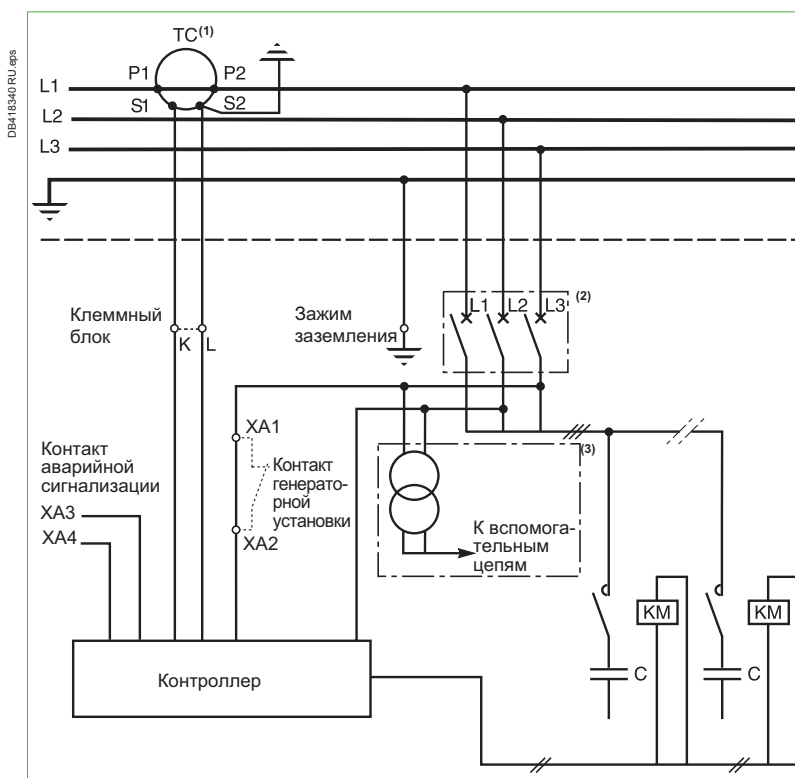 DB418340 RU.eps
TC(1)
P1
P2
L1
S1
S2
L2
L3
L1
L2
L3
(2)
Клеммный
блок
K
L
Зажим
заземления
XA1
(3)
Контакт
аварийной
сигнализации
Контакт
генерато-
рной
установки
XA3
XA4
XA2
К вспомога-
тельным
цепям
KM
KM
C
C
Контроллер